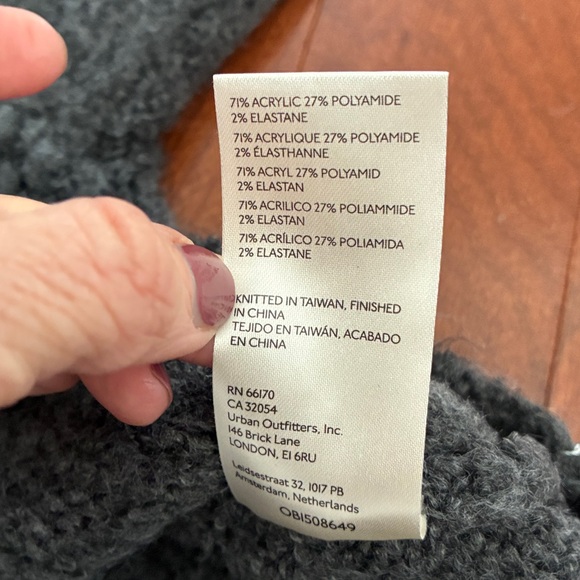 71% ACRYLIC 27% POLYAMIDE
2% ELASTANE
71% ACRYLIQUE 27% POLYAMIDE
2% ÉLASTHANNE
71% ACRYL 27% POLYAMID
2% ELASTAN
71% ACRILICO 27% POLIAMMIDE
2% ELASTAN
71% ACRÍLICO 27% POLIAMIDA
2% ELASTANE
KNITTED IN TAIWAN, FINISHED
IN CHINA
TEJIDO EN TAIWÁN, ACABADO
EN CHINA
RN 66170
CA 32054
Urban Outfitters, Inc.
146 Brick Lane
LONDON, E1 6RU
Leidsestraat 32, 1017 PB
Amsterdam, Netherlands
OB1508649